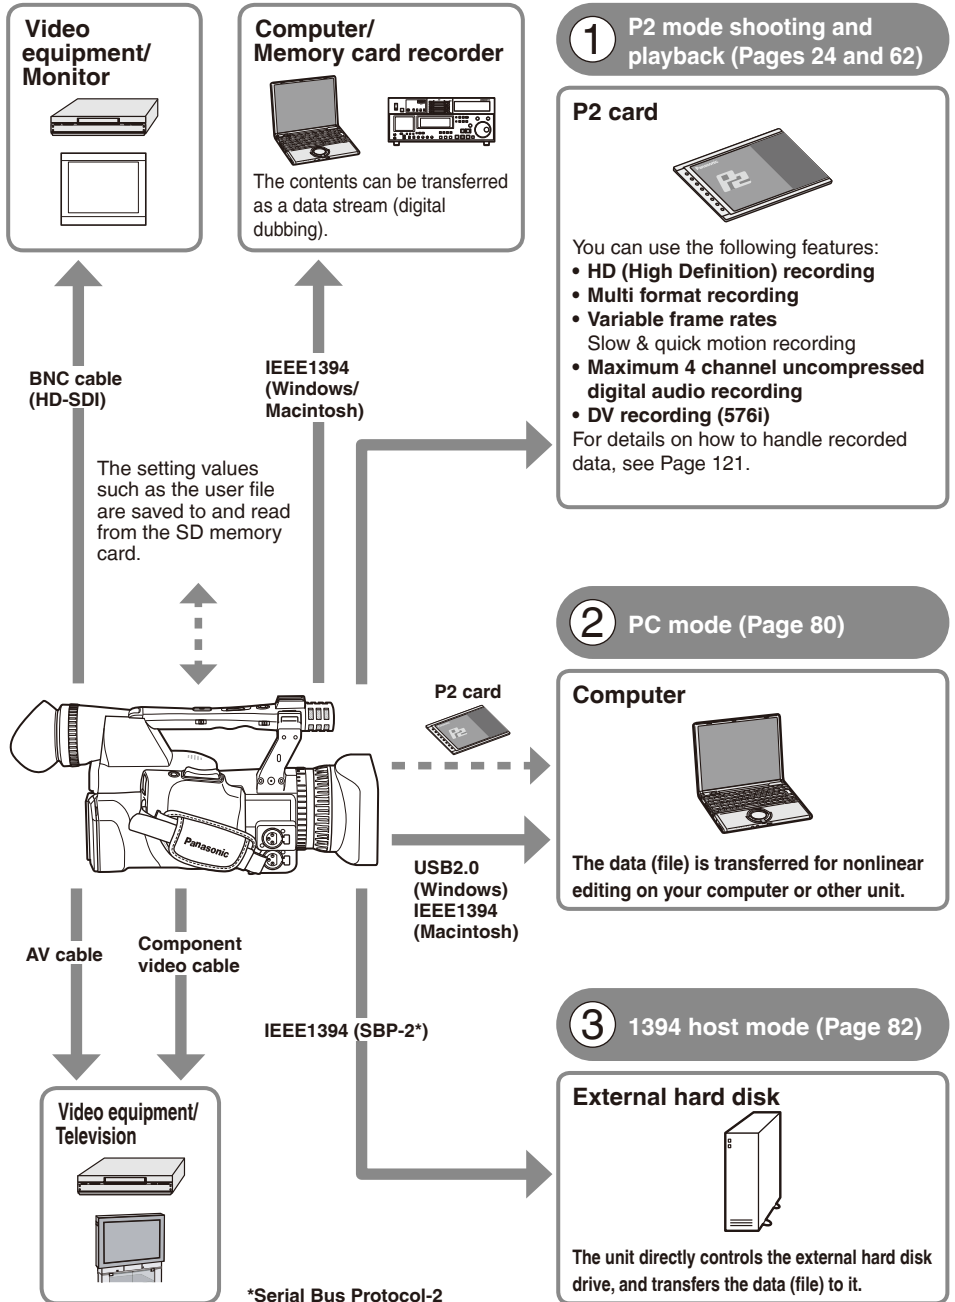 Video
equipment/
Monitor
Computer/
Memory card recorder
The contents can be transferred
as a data stream (digital
dubbing).
1 P2 mode shooting and
playback (Pages 24 and 62)
P2 card
P2
You can use the following features:
• HD (High Definition) recording
• Multi format recording
• Variable frame rates
Slow & quick motion recording
• Maximum 4 channel uncompressed
digital audio recording
• DV recording (576i)
For details on how to handle recorded
data, see Page 121.
BNC cable
(HD-SDI)
IEEE1394
(Windows/
Macintosh)
The setting values
such as the user file
are saved to and read
from the SD memory
card.
2 PC mode (Page 80)
P2 card
P2
Computer
The data (file) is transferred for nonlinear
editing on your computer or other unit.
Panasonic
USB2.0
(Windows)
IEEE1394
(Macintosh)
AV cable
Component
video cable
IEEE1394 (SBP-2*)
3 1394 host mode (Page 82)
External hard disk
The unit directly controls the external hard disk
drive, and transfers the data (file) to it.
Video equipment/
Television
*Serial Bus Protocol-2